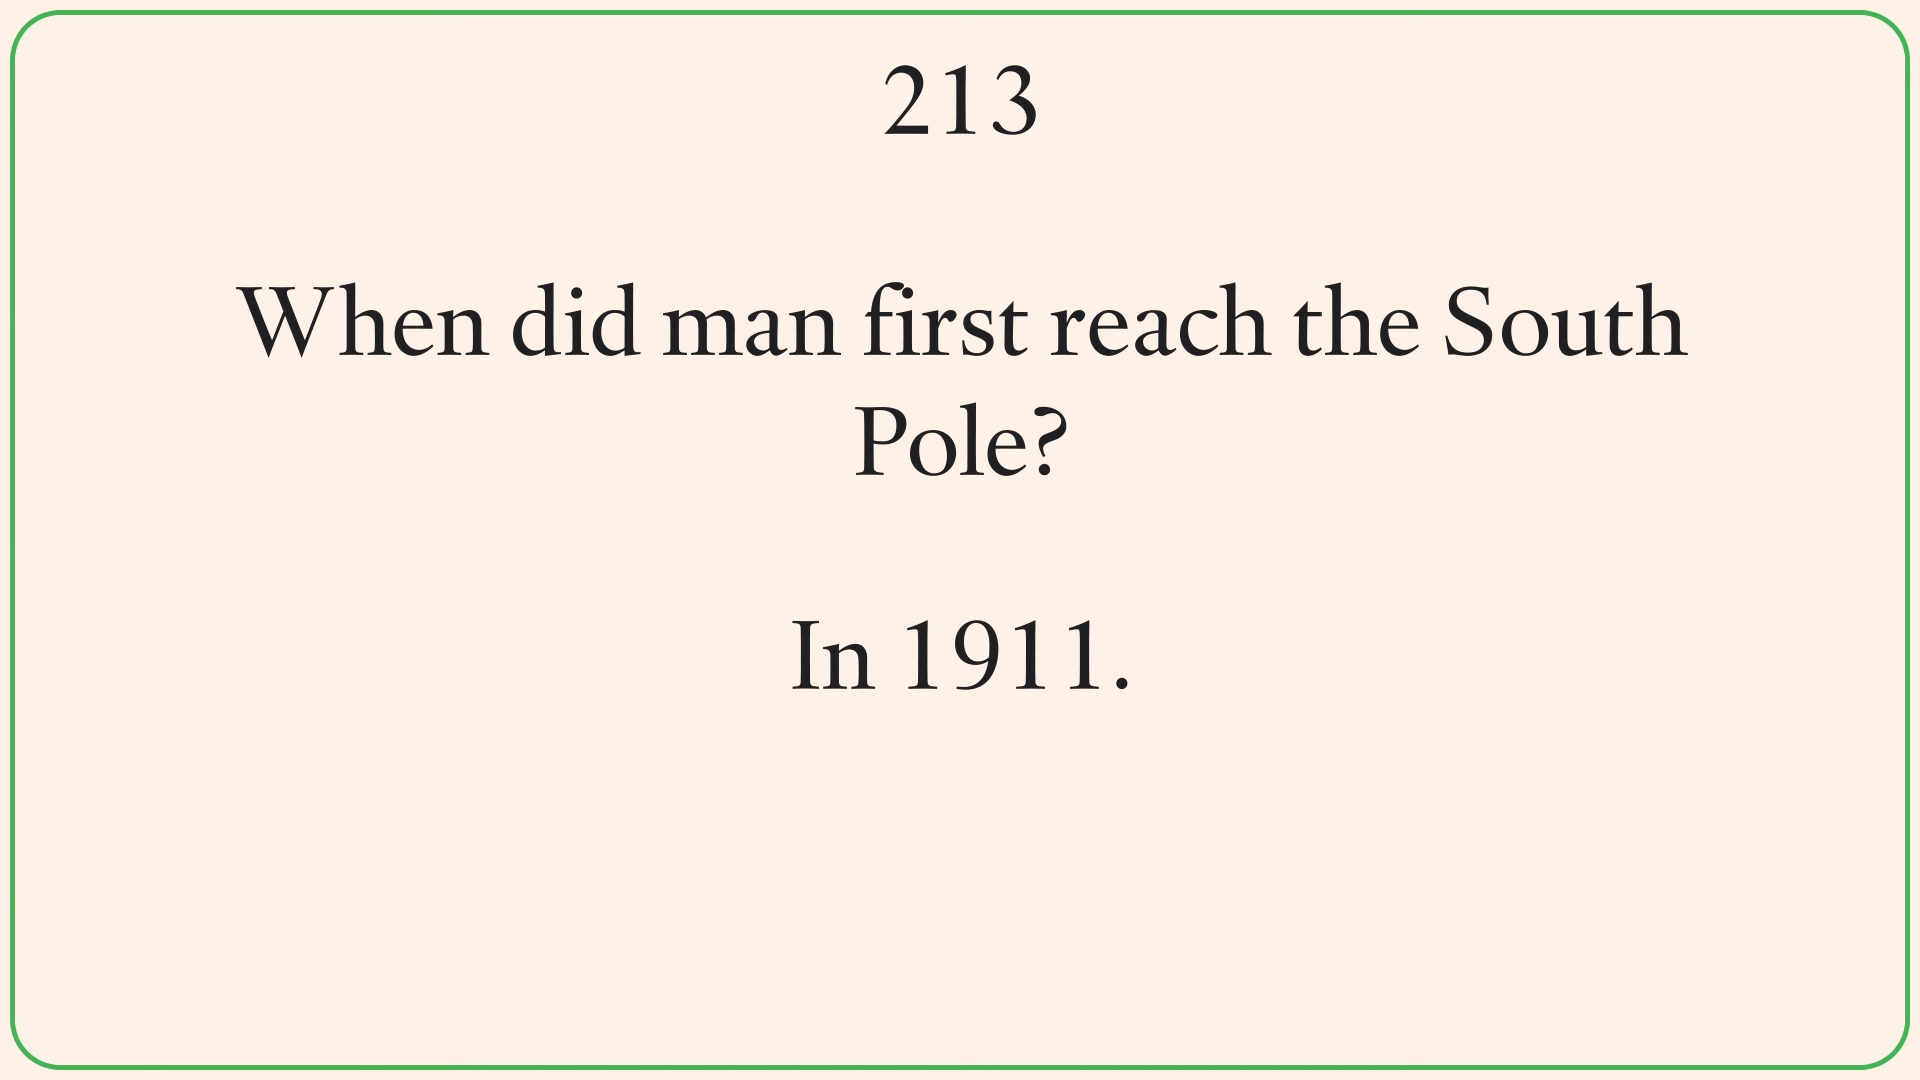 213
When did man first reach the South
Pole?
In 1911.